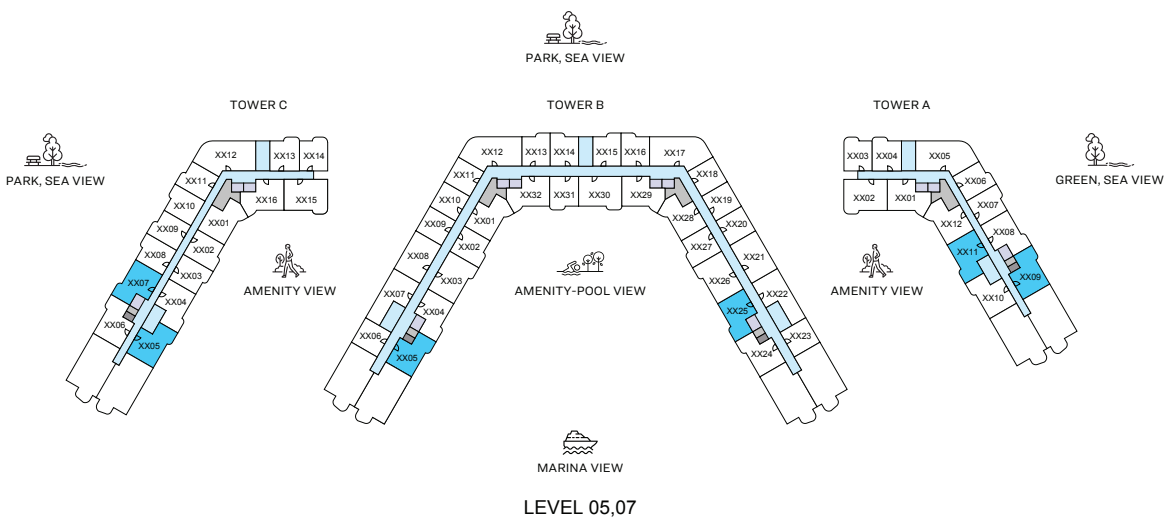 PARK, SEA VIEW
TOWER C
TOWER B
TOWER A
PARK, SEA VIEW
GREEN, SEA VIEW
XX12
XX13
XX14
XX11
XX10
XX09
XX08
XX07
XX06
XX01
XX16
XX15
XX02
XX03
XX04
XX05
AMENITY VIEW
XX12
XX13
XX14
XX15
XX16
XX17
XX11
XX10
XX09
XX08
XX07
XX06
XX32
XX31
XX30
XX29
XX01
XX02
XX03
XX04
XX05
XX28
XX27
XX26
XX25
XX24
XX18
XX19
XX20
XX21
XX22
XX23
AMENITY-POOL VIEW
AMENITY VIEW
XX03
XX04
XX05
XX02
XX01
XX06
XX07
XX08
XX09
XX12
XX11
XX10
MARINA VIEW
LEVEL 05,07